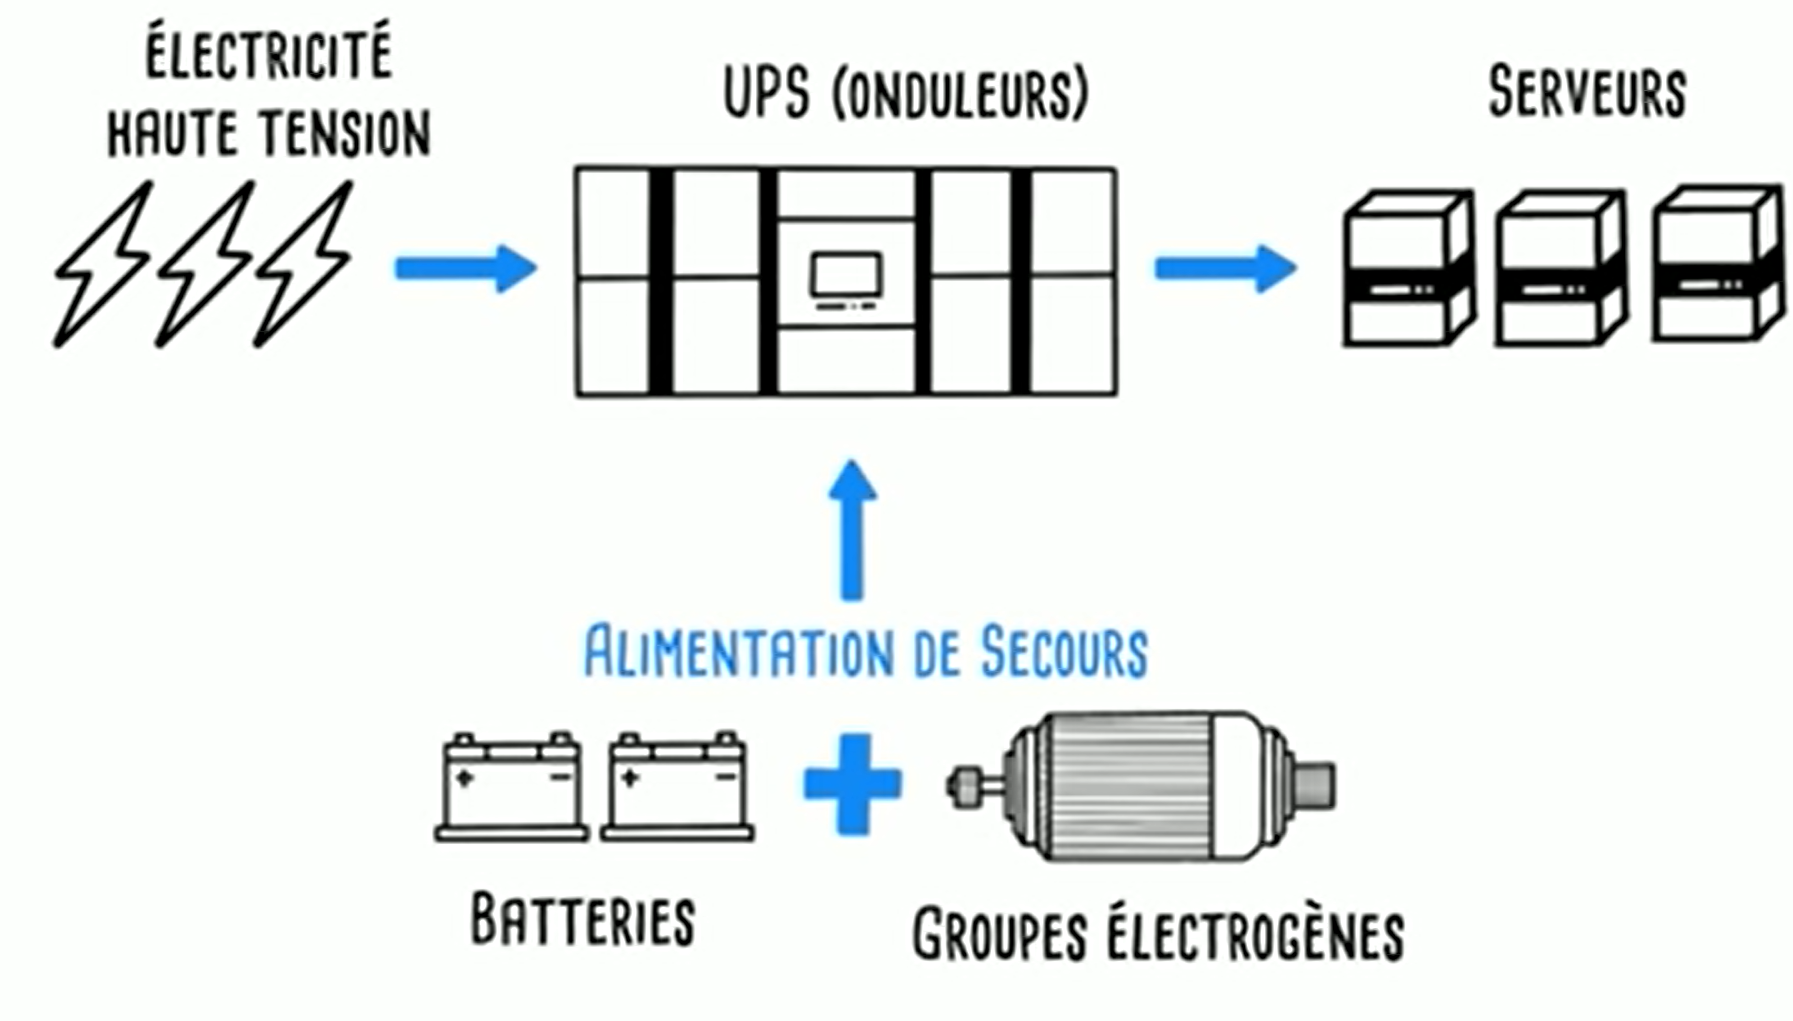 ÉLECTRICITÉ
HAUTE TENSION
UPS (ONDULEURS)
SERVEURS
ALIMENTATION DE SECOURS
+ - + -
BATTERIES
GROUPES ÉLECTROGÈNES